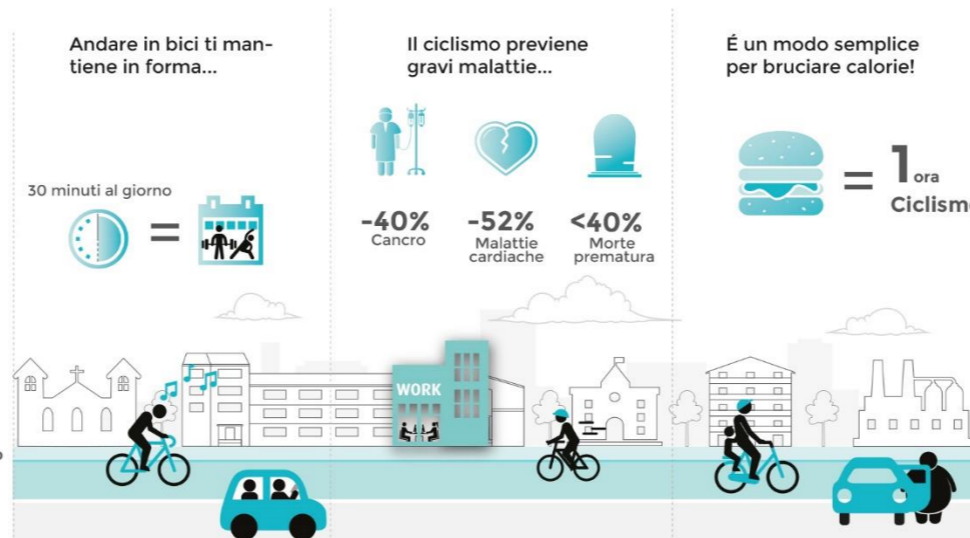 Andare in bici ti man-
tiene in forma...
30 minuti al giorno
=
Il ciclismo previene
gravi malattie...
-40%
Cancro
-52%
Malattie
cardiache
<40%
Morte
prematura
É un modo semplice
per bruciare calorie!
= 1 ora
WORK